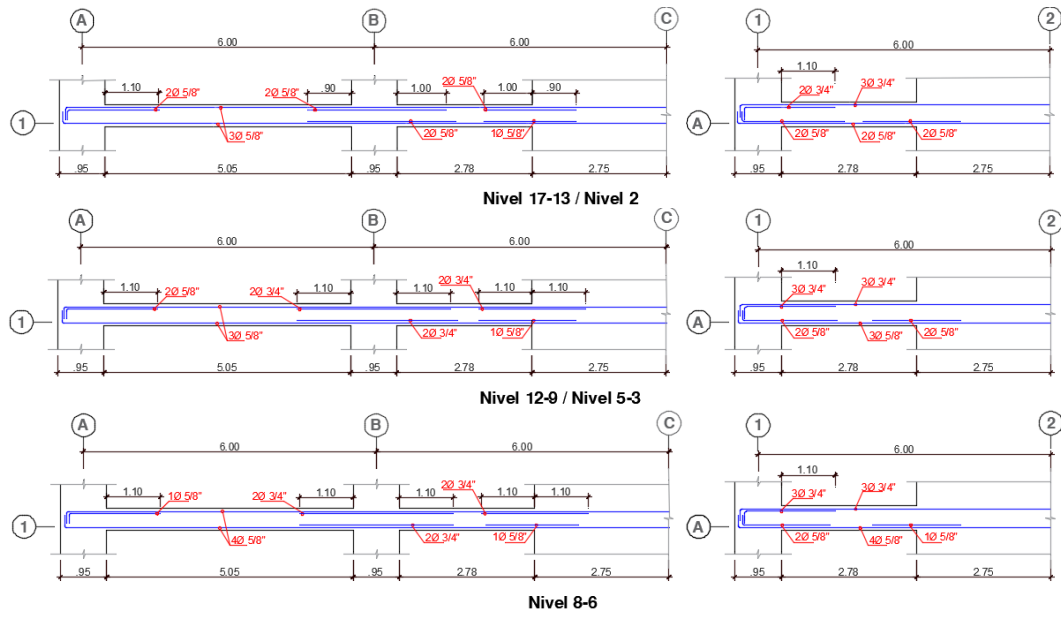 A B C 1 2
6.00 6.00 6.00
1.10 .90 1.00 1.00 .90 1.10
2Ø 5/8" 2Ø 5/8" 2Ø 5/8" 2Ø 3/4" 3Ø 3/4"
1 A
3Ø 5/8" 2Ø 5/8" 1Ø 5/8" 2Ø 5/8" 2Ø 5/8" 2Ø 5/8"
.95 5.05 .95 2.78 2.75 .95 2.78 2.75
Nivel 17-13 / Nivel 2
A B C 1 2
6.00 6.00 6.00
1.10 1.10 1.10 1.10 1.10 1.10
2Ø 5/8" 2Ø 3/4" 2Ø 3/4" 3Ø 3/4" 3Ø 3/4"
1 A
3Ø 5/8" 2Ø 3/4" 1Ø 5/8" 2Ø 5/8" 3Ø 5/8" 2Ø 5/8"
.95 5.05 .95 2.78 2.75 .95 2.78 2.75
Nivel 12-9 / Nivel 5-3
A B C 1 2
6.00 6.00 6.00
1.10 1.10 1.10 1.10 1.10 1.10
1Ø 5/8" 2Ø 3/4" 2Ø 3/4" 3Ø 3/4" 3Ø 3/4"
1 A
4Ø 5/8" 2Ø 3/4" 1Ø 5/8" 2Ø 5/8" 4Ø 5/8" 1Ø 5/8"
.95 5.05 .95 2.78 2.75 .95 2.78 2.75
Nivel 8-6